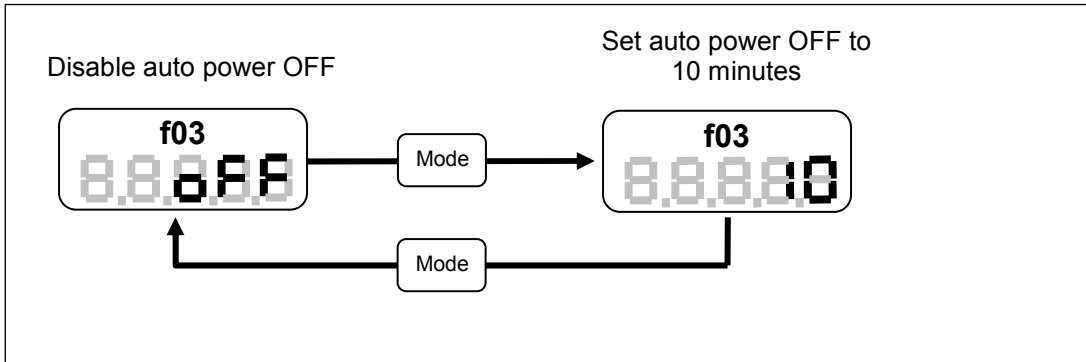 Disable auto power OFF
Set auto power OFF to
10 minutes
f03
oFF
Mode
f03
10
Mode